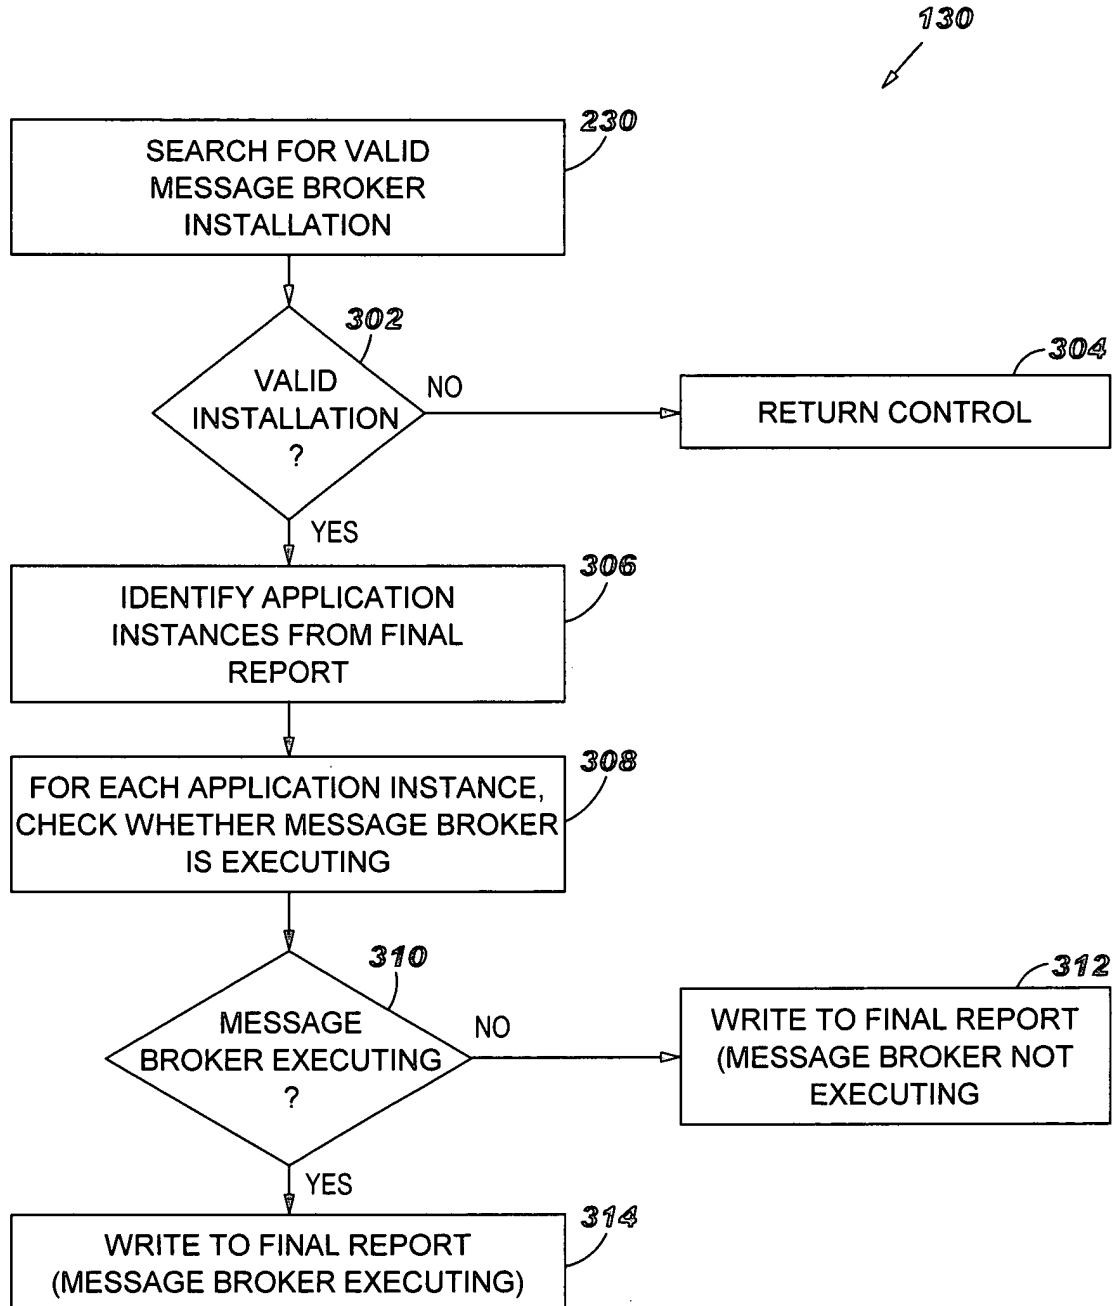 130
230
SEARCH FOR VALID
MESSAGE BROKER
INSTALLATION
302
VALID
INSTALLATION
?
NO
304
RETURN CONTROL
YES
306
IDENTIFY APPLICATION
INSTANCES FROM FINAL
REPORT
308
FOR EACH APPLICATION INSTANCE,
CHECK WHETHER MESSAGE BROKER
IS EXECUTING
310
MESSAGE
BROKER EXECUTING
?
NO
312
WRITE TO FINAL REPORT
(MESSAGE BROKER NOT
EXECUTING
YES
314
WRITE TO FINAL REPORT
(MESSAGE BROKER EXECUTING)